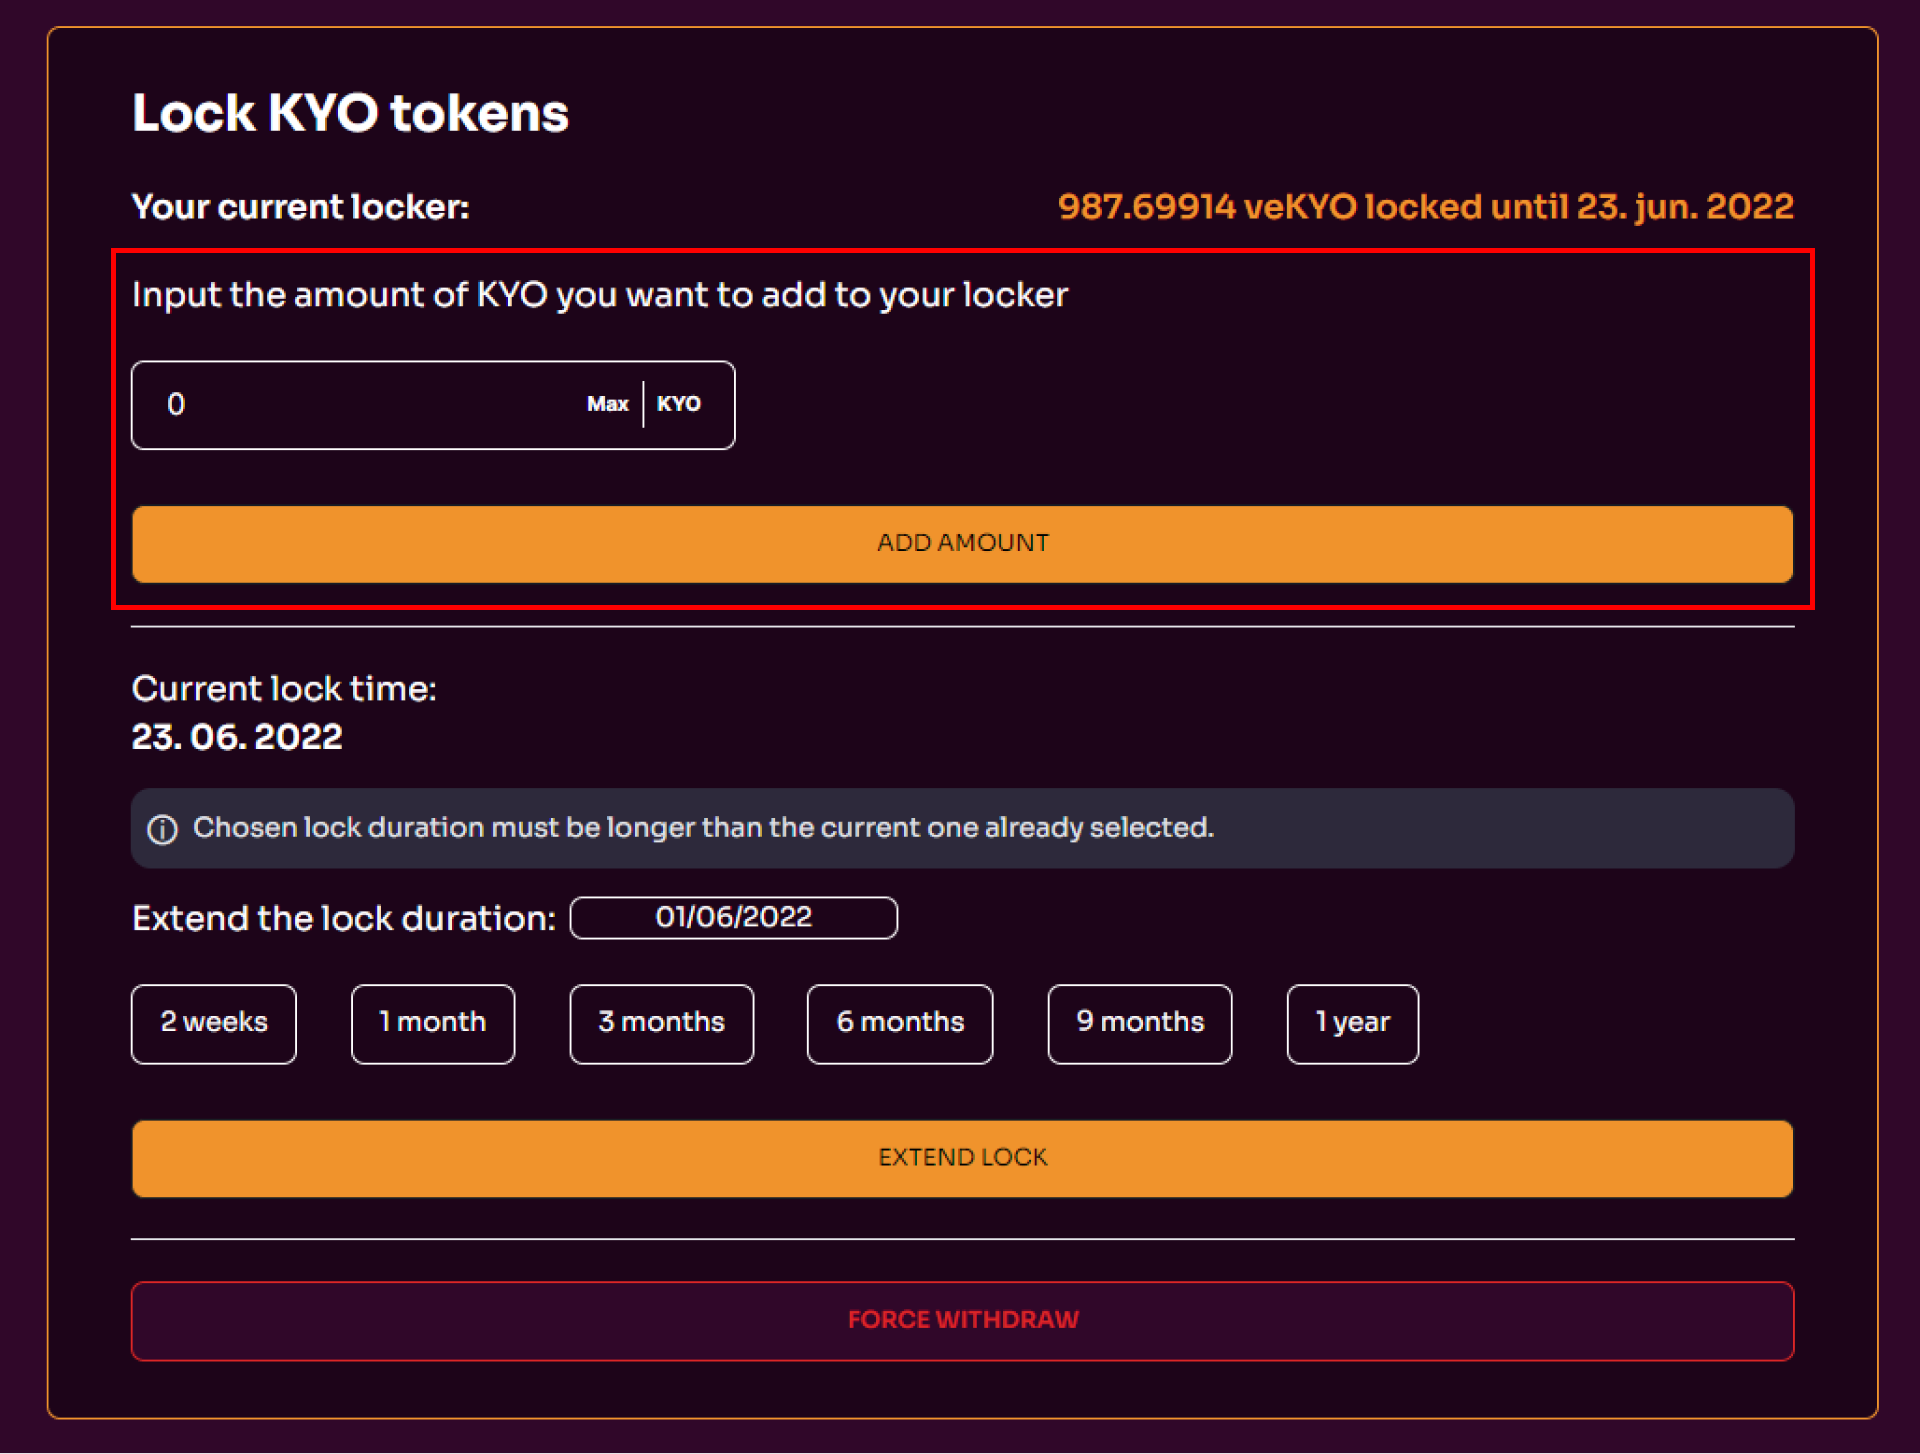 Lock KYO tokens
Your current locker: 987.69914 veKYO locked until 23. jun. 2022
Input the amount of KYO you want to add to your locker
0 Max KYO
ADD AMOUNT
Current lock time:
23. 06. 2022
Chosen lock duration must be longer than the current one already selected.
Extend the lock duration: 01/06/2022
2 weeks 1 month 3 months 6 months 9 months 1 year
EXTEND LOCK
FORCE WITHDRAW